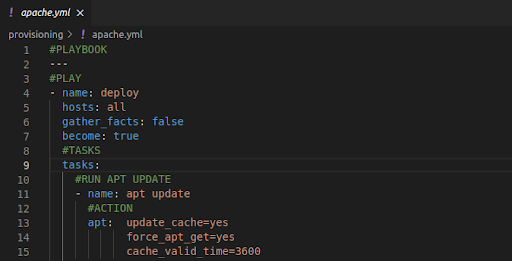 ! apache.yml ×
provisioning > ! apache.yml
1 #PLAYBOOK
2 ---
3 #PLAY
4 - name: deploy
5 hosts: all
6 gather_facts: false
7 become: true
8 #TASKS
9 tasks:
10 #RUN APT UPDATE
11 - name: apt update
12 #ACTION
13 apt: update_cache=yes
14 force_apt_get=yes
15 cache_valid_time=3600